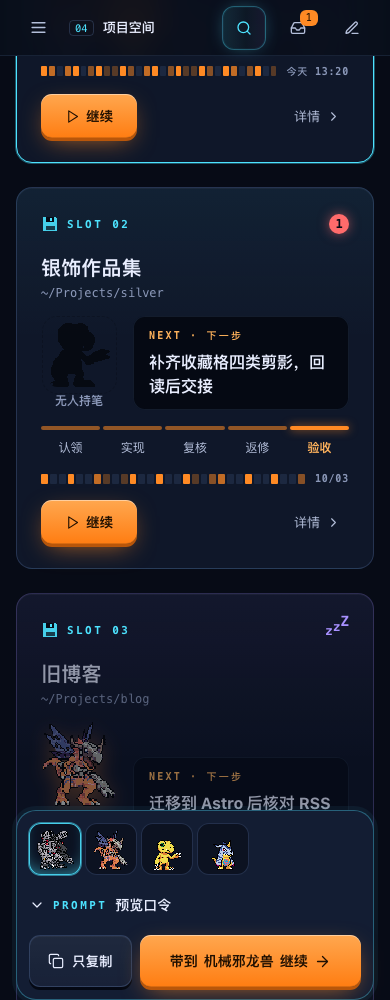 04 项目空间
1
今天 13:20
继续
详情
SLOT 02
1
银饰作品集
~/Projects/silver
NEXT · 下一步
补齐收藏格四类剪影，回
读后交接
无人持笔
认领 实现 复核 返修 验收
10/03
继续
详情
SLOT 03
zzZ
旧博客
~/Projects/blog
NEXT · 下一步
迁移到 Astro 后核对 RSS
PROMPT 预览口令
只复制
带到 机械邪龙兽 继续